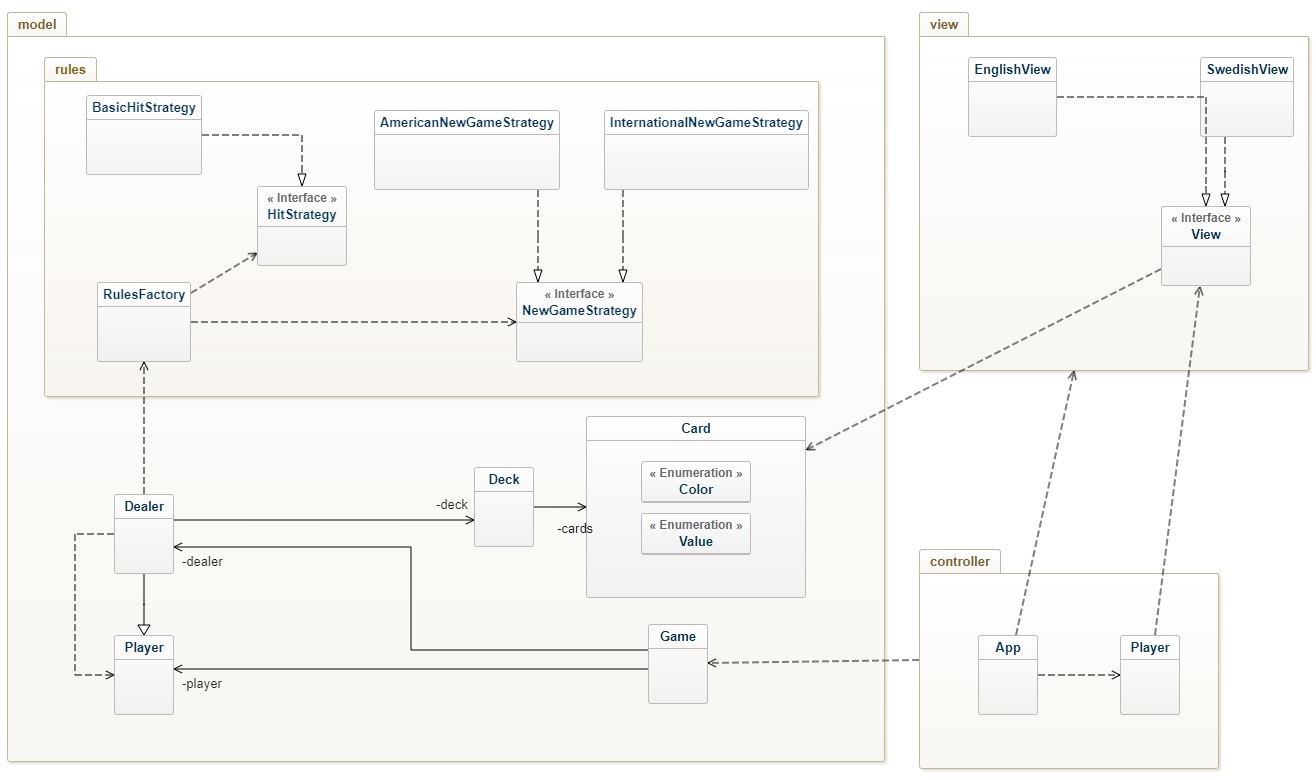 model
view
rules
EnglishView
SwedishView
BasicHitStrategy
AmericanNewGameStrategy
InternationalNewGameStrategy
« Interface »
HitStrategy
« Interface »
View
RulesFactory
« Interface »
NewGameStrategy
Card
« Enumeration »
Color
Deck
Dealer
-deck
« Enumeration »
Value
-cards
-dealer
controller
Player
Game
App
Player
-player